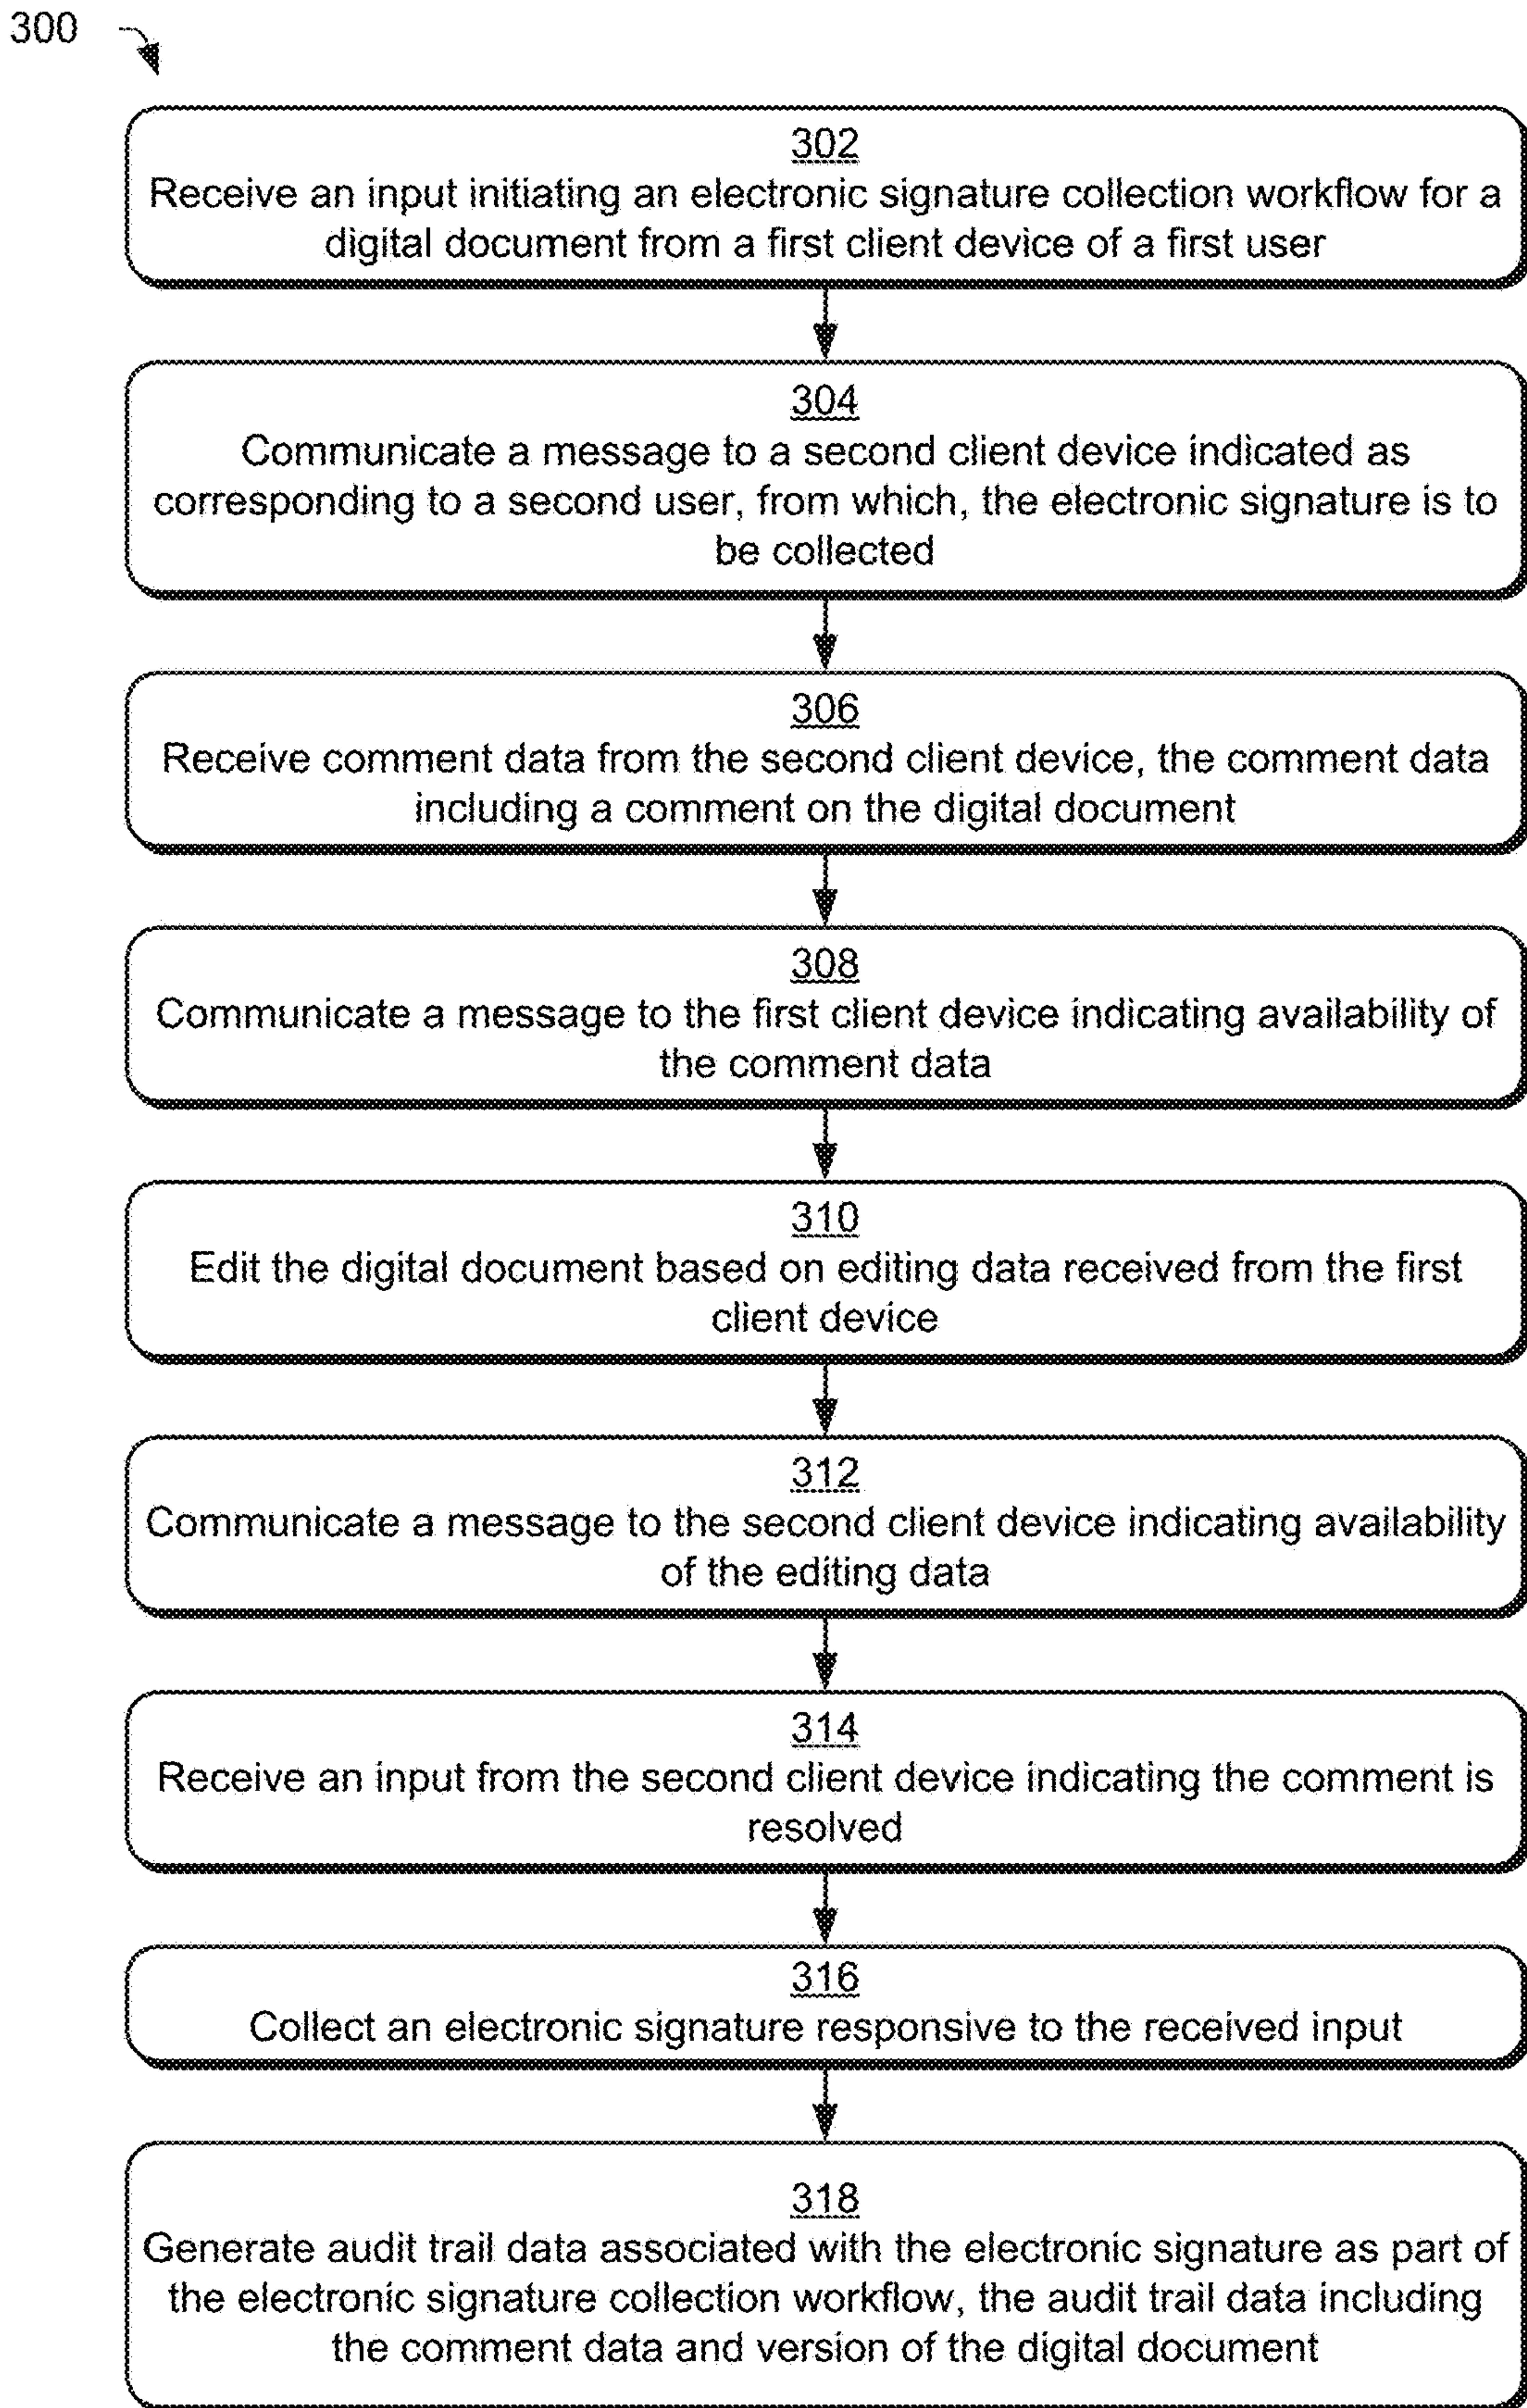 300
302
Receive an input initiating an electronic signature collection workflow for a
digital document from a first client device of a first user
304
Communicate a message to a second client device indicated as
corresponding to a second user, from which, the electronic signature is to
be collected
306
Receive comment data from the second client device, the comment data
including a comment on the digital document
308
Communicate a message to the first client device indicating availability of
the comment data
310
Edit the digital document based on editing data received from the first
client device
312
Communicate a message to the second client device indicating availability
of the editing data
314
Receive an input from the second client device indicating the comment is
resolved
316
Collect an electronic signature responsive to the received input
318
Generate audit trail data associated with the electronic signature as part of
the electronic signature collection workflow, the audit trail data including
the comment data and version of the digital document